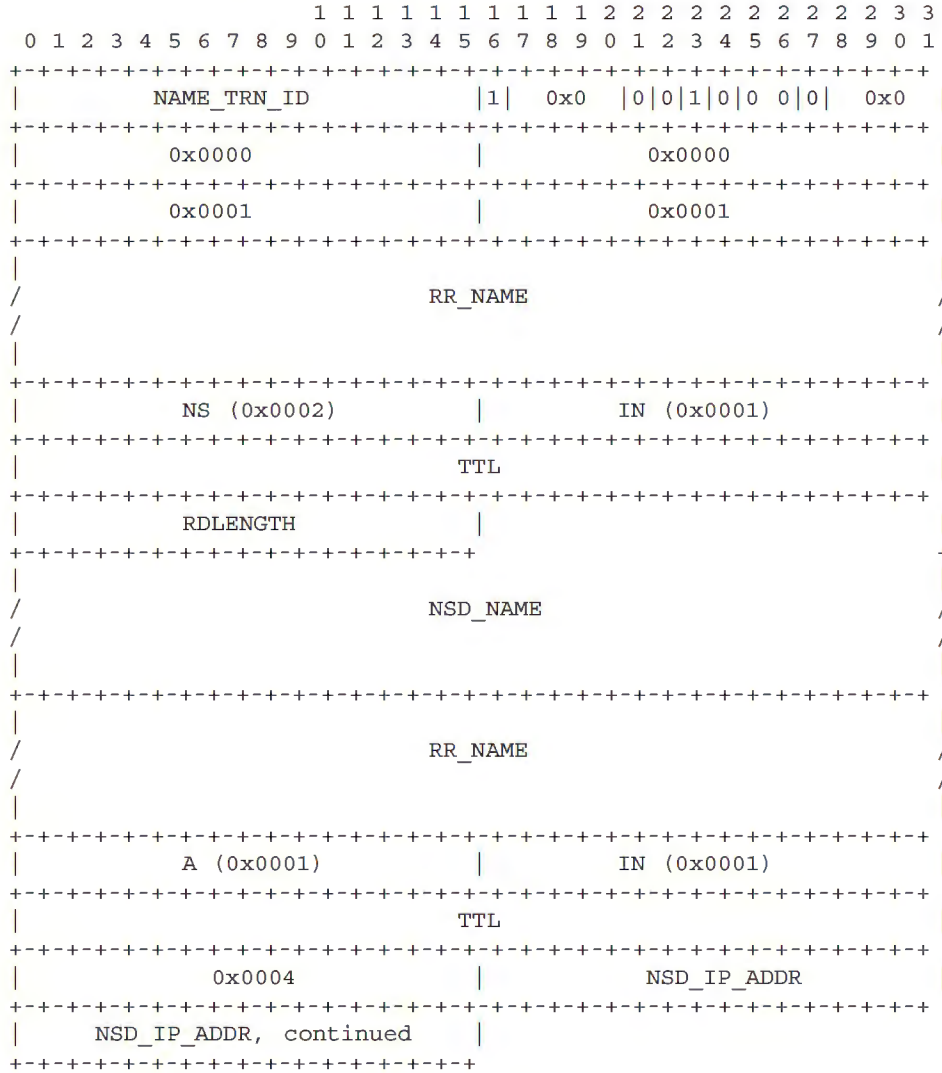 1 1 1 1 1 1 1 1 1 1 2 2 2 2 2 2 2 2 2 2 3 3
 0 1 2 3 4 5 6 7 8 9 0 1 2 3 4 5 6 7 8 9 0 1 2 3 4 5 6 7 8 9 0 1
+-+-+-+-+-+-+-+-+-+-+-+-+-+-+-+-+-+-+-+-+-+-+-+-+-+-+-+-+-+-+-+-+
|         NAME_TRN_ID           |1|  0x0  |0|0|1|0|0 0|0|  0x0
+-+-+-+-+-+-+-+-+-+-+-+-+-+-+-+-+-+-+-+-+-+-+-+-+-+-+-+-+-+-+-+-+
|          0x0000               |           0x0000
+-+-+-+-+-+-+-+-+-+-+-+-+-+-+-+-+-+-+-+-+-+-+-+-+-+-+-+-+-+-+-+-+
|          0x0001               |           0x0001
+-+-+-+-+-+-+-+-+-+-+-+-+-+-+-+-+-+-+-+-+-+-+-+-+-+-+-+-+-+-+-+-+
|
/                            RR_NAME                            /
/                                                               /
|
+-+-+-+-+-+-+-+-+-+-+-+-+-+-+-+-+-+-+-+-+-+-+-+-+-+-+-+-+-+-+-+-+
|           NS (0x0002)         |         IN (0x0001)
+-+-+-+-+-+-+-+-+-+-+-+-+-+-+-+-+-+-+-+-+-+-+-+-+-+-+-+-+-+-+-+-+
|                              TTL
+-+-+-+-+-+-+-+-+-+-+-+-+-+-+-+-+-+-+-+-+-+-+-+-+-+-+-+-+-+-+-+-+
|           RDLENGTH            |
+-+-+-+-+-+-+-+-+-+-+-+-+-+-+-+-+                               +
|
/                            NSD_NAME                           /
/                                                               /
|
+-+-+-+-+-+-+-+-+-+-+-+-+-+-+-+-+-+-+-+-+-+-+-+-+-+-+-+-+-+-+-+-+
|
/                            RR_NAME                            /
/                                                               /
|
+-+-+-+-+-+-+-+-+-+-+-+-+-+-+-+-+-+-+-+-+-+-+-+-+-+-+-+-+-+-+-+-+
|           A (0x0001)          |         IN (0x0001)
+-+-+-+-+-+-+-+-+-+-+-+-+-+-+-+-+-+-+-+-+-+-+-+-+-+-+-+-+-+-+-+-+
|                              TTL
+-+-+-+-+-+-+-+-+-+-+-+-+-+-+-+-+-+-+-+-+-+-+-+-+-+-+-+-+-+-+-+-+
|             0x0004            |           NSD_IP_ADDR
+-+-+-+-+-+-+-+-+-+-+-+-+-+-+-+-+-+-+-+-+-+-+-+-+-+-+-+-+-+-+-+-+
|     NSD_IP_ADDR, continued    |
+-+-+-+-+-+-+-+-+-+-+-+-+-+-+-+-+